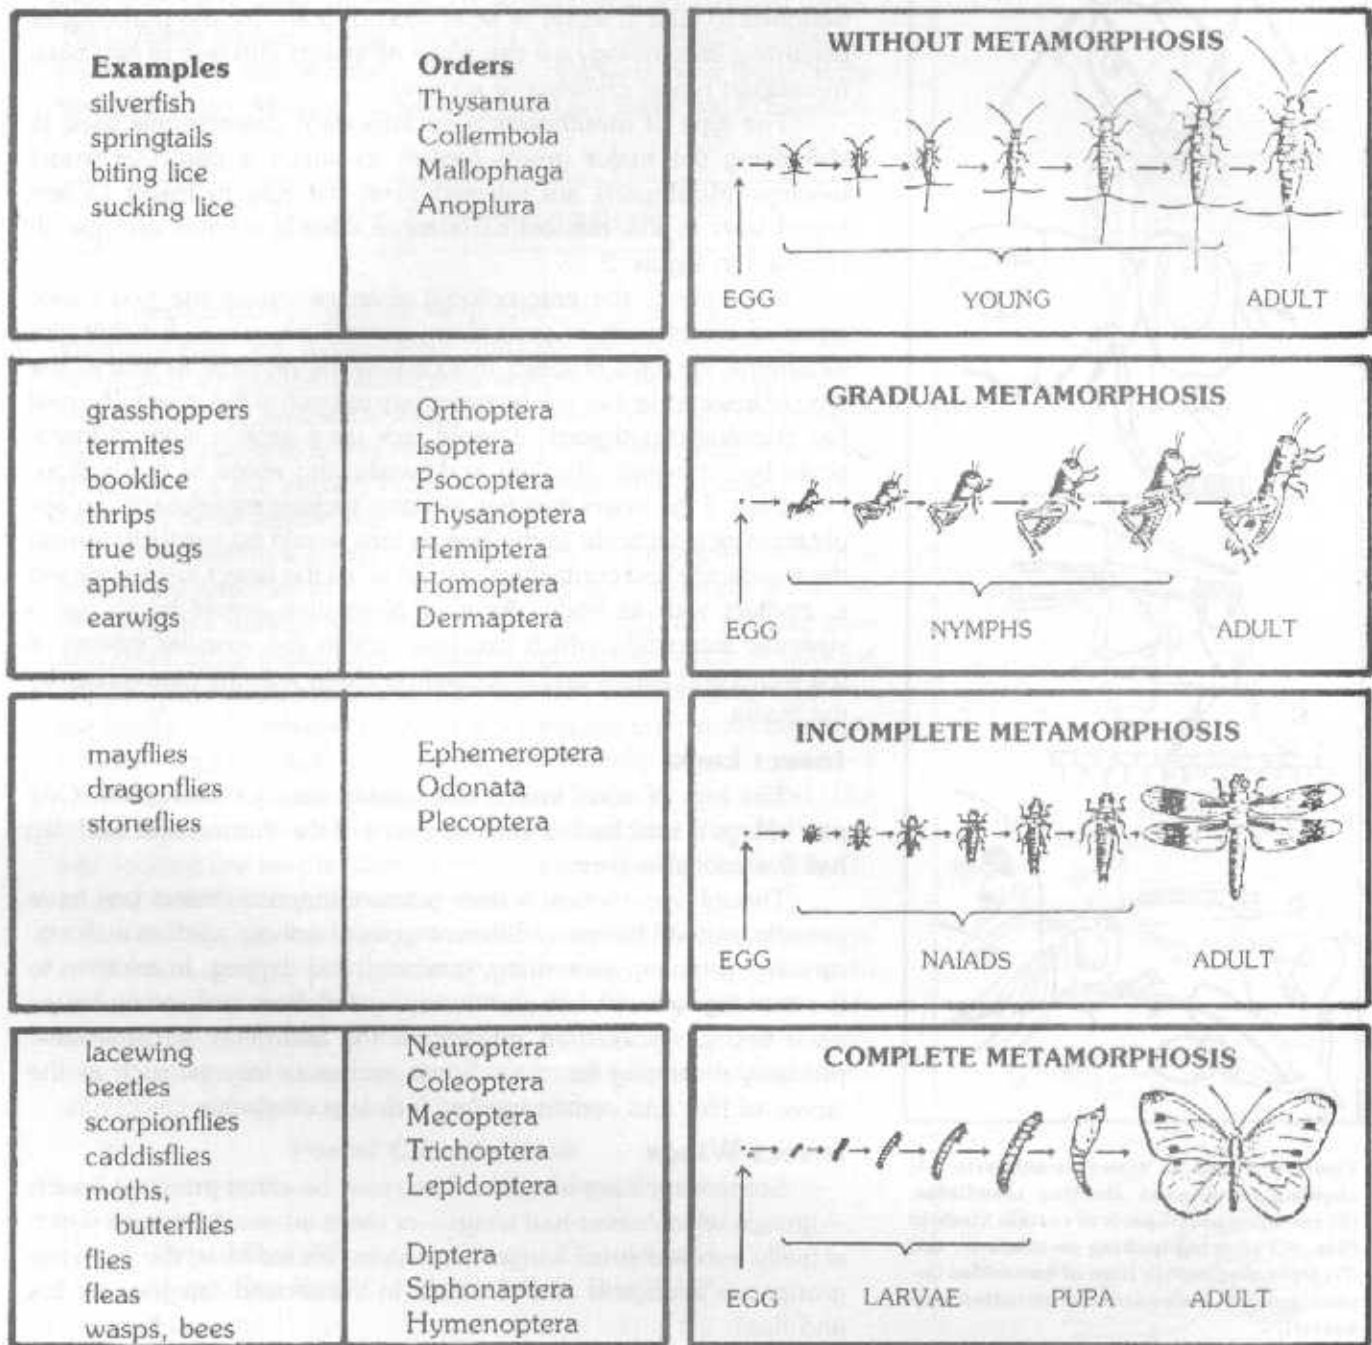 Examples
silverfish
springtails
biting lice
sucking lice
Orders
Thysanura
Collembola
Mallophaga
Anoplura
WITHOUT METAMORPHOSIS
EGG YOUNG ADULT
grasshoppers
termites
booklice
thrips
true bugs
aphids
earwigs
Orthoptera
Isoptera
Psocoptera
Thysanoptera
Hemiptera
Homoptera
Dermaptera
GRADUAL METAMORPHOSIS
EGG NYMPHS ADULT
mayflies
dragonflies
stoneflies
Ephemeroptera
Odonata
Plecoptera
INCOMPLETE METAMORPHOSIS
EGG NAIADS ADULT
lacewing
beetles
scorpionflies
caddisflies
moths,
butterflies
flies
fleas
wasps, bees
Neuroptera
Coleoptera
Mecoptera
Trichoptera
Lepidoptera
Diptera
Siphonaptera
Hymenoptera
COMPLETE METAMORPHOSIS
EGG LARVAE PUPA ADULT